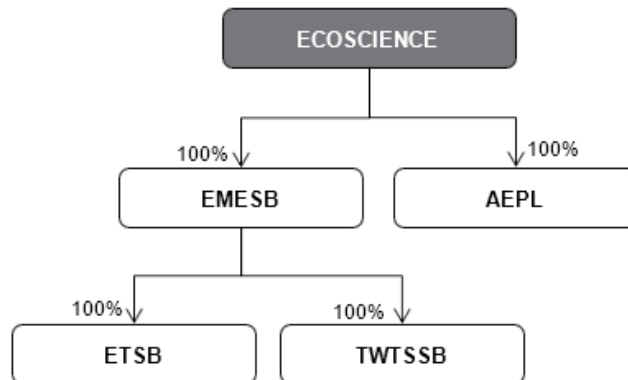 ECOSCIENCE
100% 100%
EMESB AEPL
100% 100%
ETSB TWTSSB